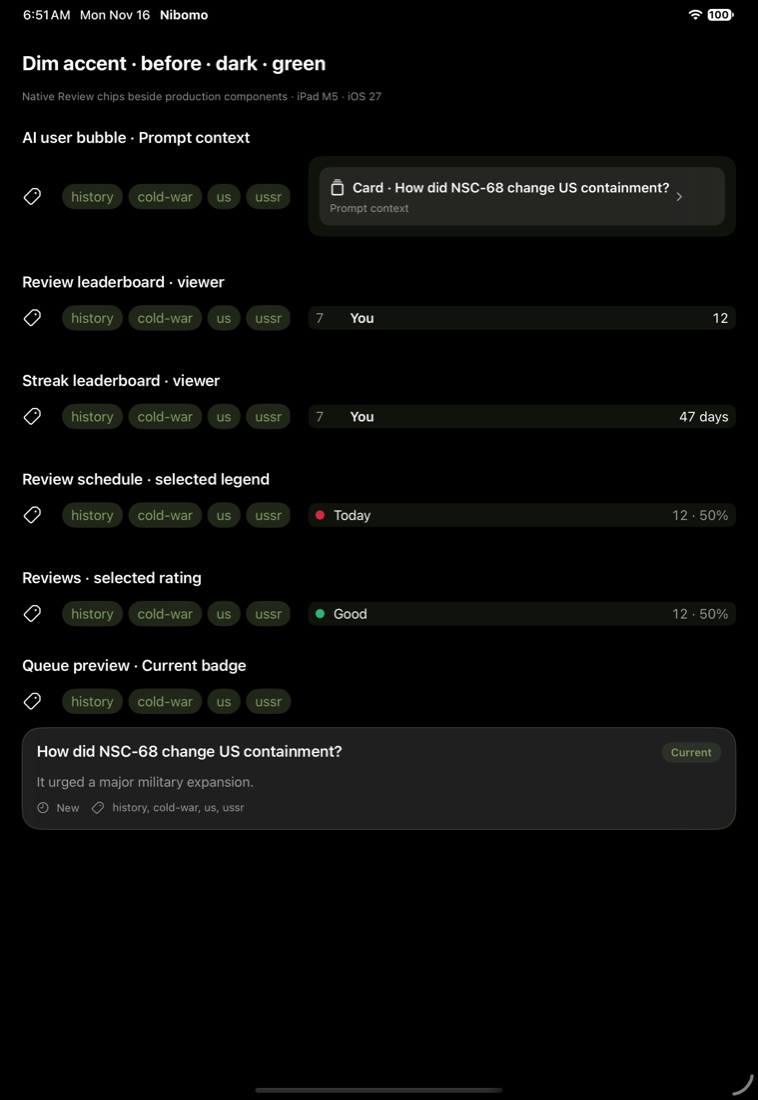 6:51 AM Mon Nov 16 Nibomo
100
Dim accent · before · dark · green
Native Review chips beside production components · iPad M5 · iOS 27
AI user bubble · Prompt context
history cold-war us ussr
Card · How did NSC-68 change US containment?
Prompt context
Review leaderboard · viewer
history cold-war us ussr 7 You 12
Streak leaderboard · viewer
history cold-war us ussr 7 You 47 days
Review schedule · selected legend
history cold-war us ussr Today 12 · 50%
Reviews · selected rating
history cold-war us ussr Good 12 · 50%
Queue preview · Current badge
history cold-war us ussr
How did NSC-68 change US containment? Current
It urged a major military expansion.
New history, cold-war, us, ussr